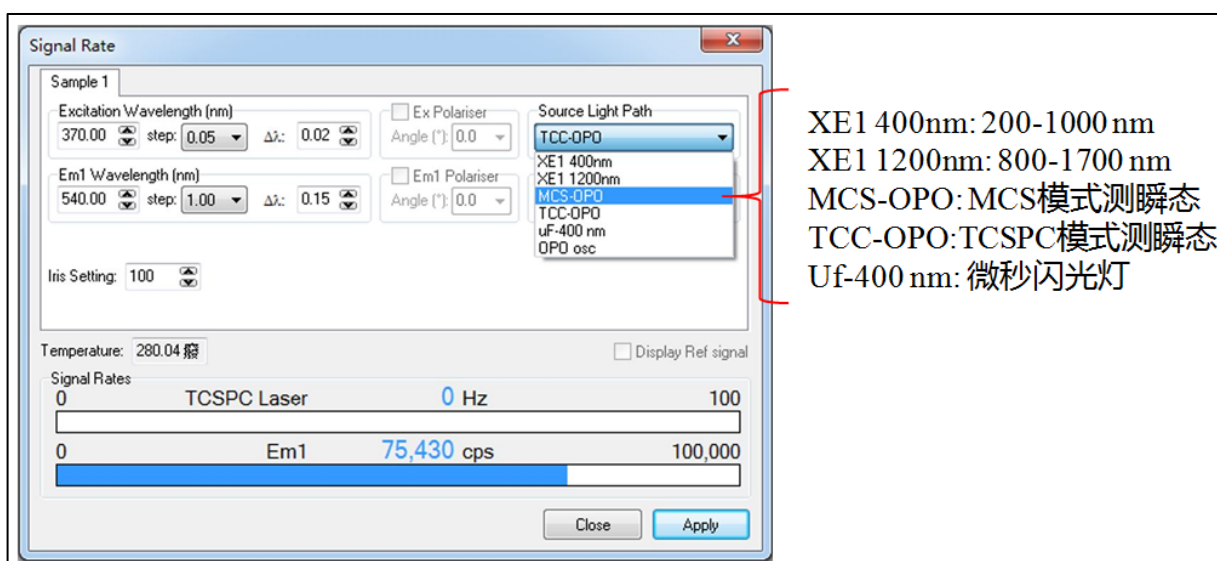 Signal Rate
Sample 1
Excitation Wavelength (nm)
370.00 step: 0.05 Δλ: 0.02
Ex Polariser
Angle (°): 0.0
Source Light Path
TCC-OPO
XE1 400nm
XE1 1200nm
MCS-OPO
TCC-OPO
uF-400 nm
OPO osc
Em1 Wavelength (nm)
540.00 step: 1.00 Δλ: 0.15
Em1 Polariser
Angle (°): 0.0
Iris Setting: 100
Temperature: 280.04 癈
Display Ref signal
Signal Rates
0 TCSPC Laser 0 Hz 100
0 Em1 75,430 cps 100,000
Close Apply
XE1 400nm: 200-1000 nm
XE1 1200nm: 800-1700 nm
MCS-OPO: MCS模式测瞬态
TCC-OPO:TCSPC模式测瞬态
Uf-400 nm: 微秒闪光灯